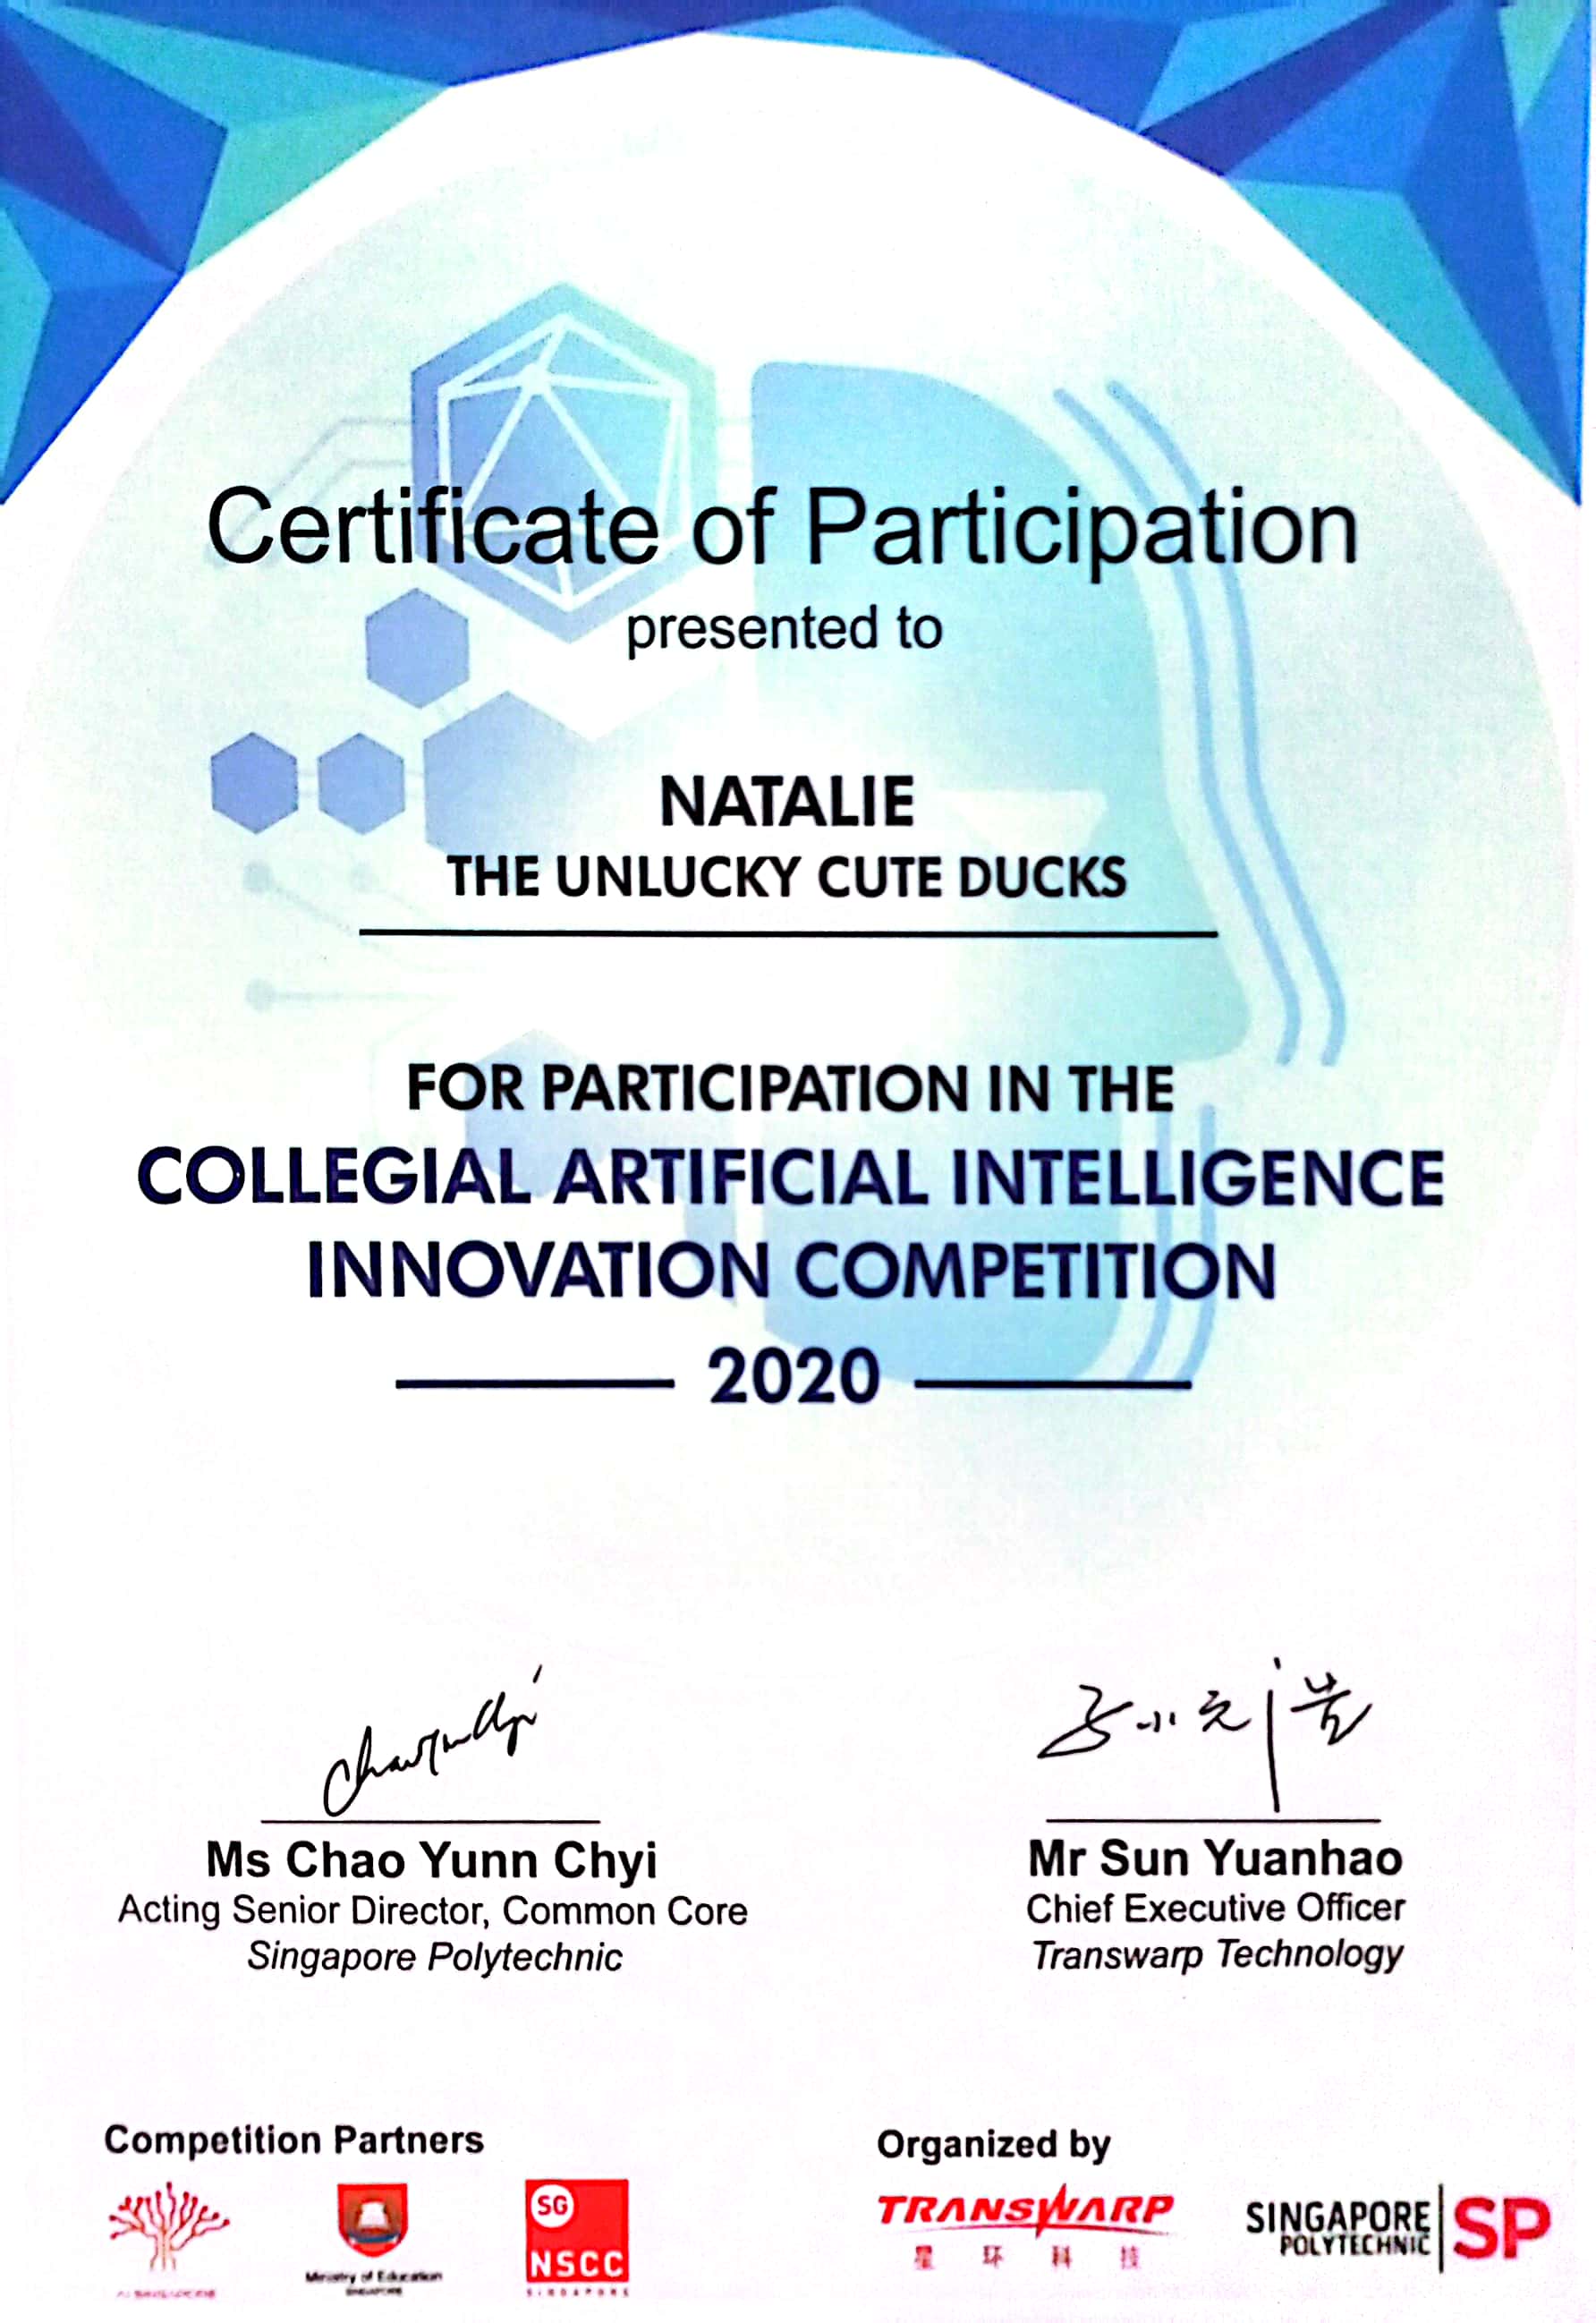 Certificate of Participation
presented to
NATALIE
THE UNLUCKY CUTE DUCKS
FOR PARTICIPATION IN THE
COLLEGIAL ARTIFICIAL INTELLIGENCE
INNOVATION COMPETITION
2020
Ms Chao Yunn Chyi
Acting Senior Director, Common Core
Singapore Polytechnic
Mr Sun Yuanhao
Chief Executive Officer
Transwarp Technology
Competition Partners
AI SINGAPORE
Ministry of Education
SINGAPORE
SG
NSCC
SINGAPORE
Organized by
TRANSWARP
星环科技
SINGAPORE
POLYTECHNIC
SP